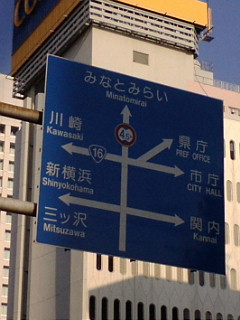 みなとみらい
Minatomirai
川崎
Kawasaki
40
県庁
PREF OFFICE
16
新横浜
Shinyokohama
市庁
CITY HALL
三ッ沢
Mitsuzawa
関内
Kannai